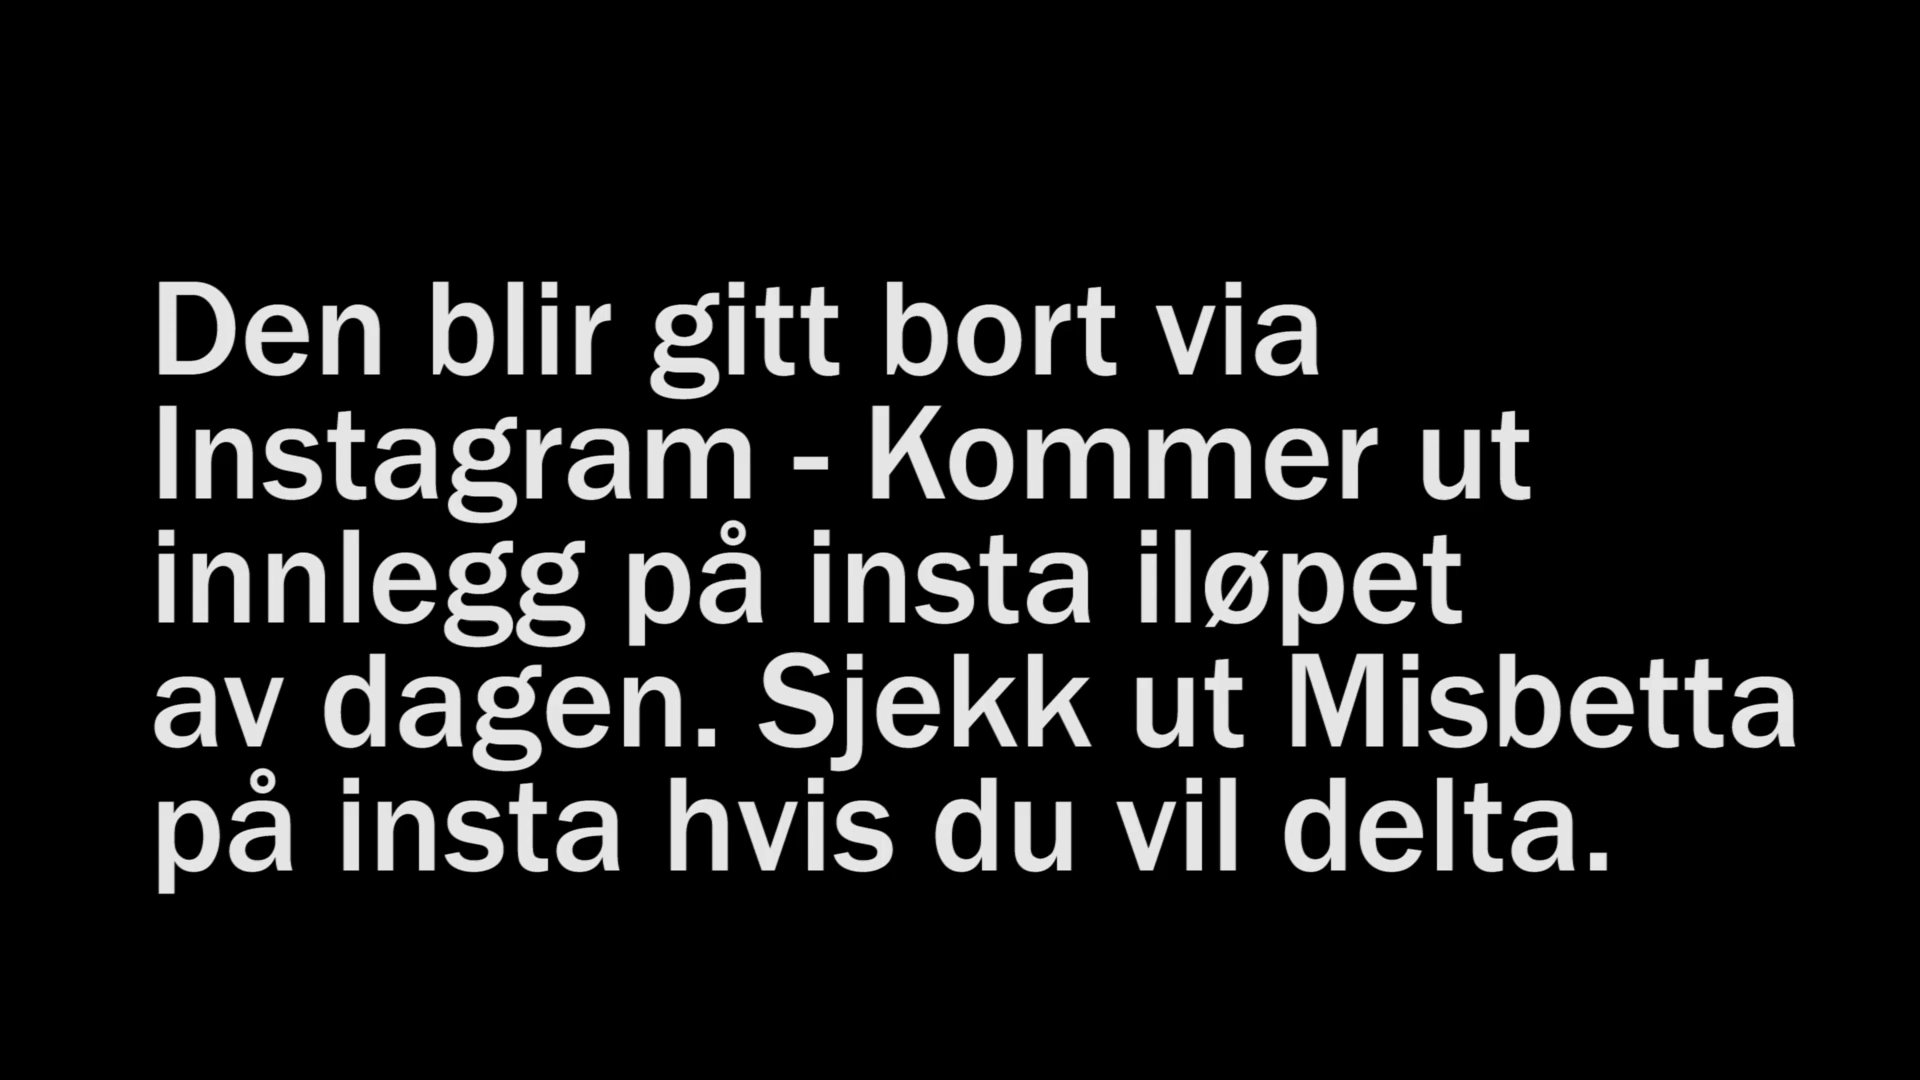 Den blir gitt bort via
Instagram - Kommer ut
innlegg på insta iløpet
av dagen. Sjekk ut Misbetta
på insta hvis du vil delta.